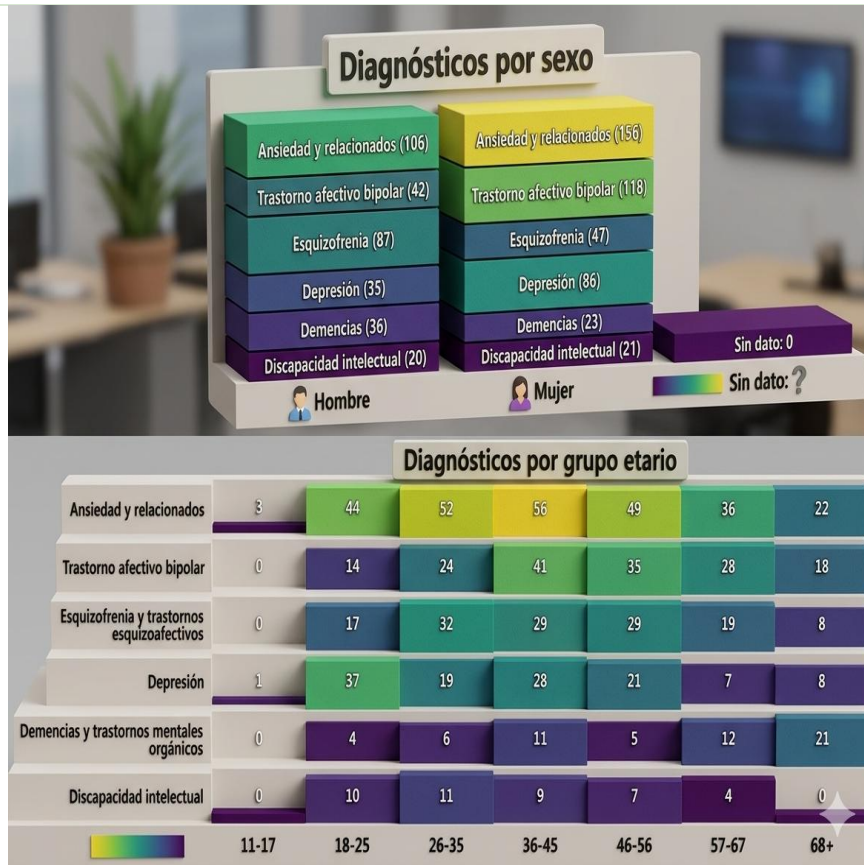 Diagnósticos por sexo
Ansiedad y relacionados (106)
Trastorno afectivo bipolar (42)
Esquizofrenia (87)
Depresión (35)
Demencias (36)
Discapacidad intelectual (20)
Hombre
Ansiedad y relacionados (156)
Trastorno afectivo bipolar (118)
Esquizofrenia (47)
Depresión (86)
Demencias (23)
Discapacidad intelectual (21)
Mujer
Sin dato: 0
Sin dato: ?
Diagnósticos por grupo etario
Ansiedad y relacionados 3 44 52 56 49 36 22
Trastorno afectivo bipolar 0 14 24 41 35 28 18
Esquizofrenia y trastornos
esquizoafectivos 0 17 32 29 29 19 8
Depresión 1 37 19 28 21 7 8
Demencias y trastornos mentales
orgánicos 0 4 6 11 5 12 21
Discapacidad intelectual 0 10 11 9 7 4 0
11-17 18-25 26-35 36-45 46-56 57-67 68+